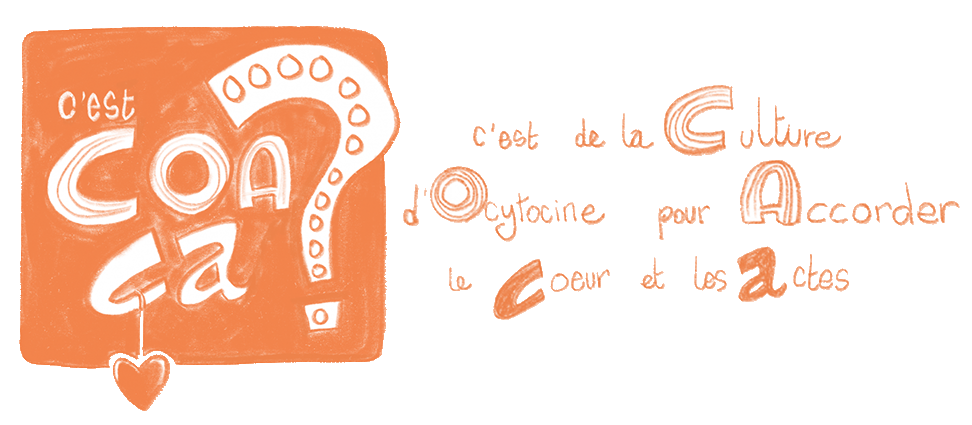 c'est
COA
ça ?
c'est de la Culture
d'Ocytocine pour Accorder
le coeur et les actes